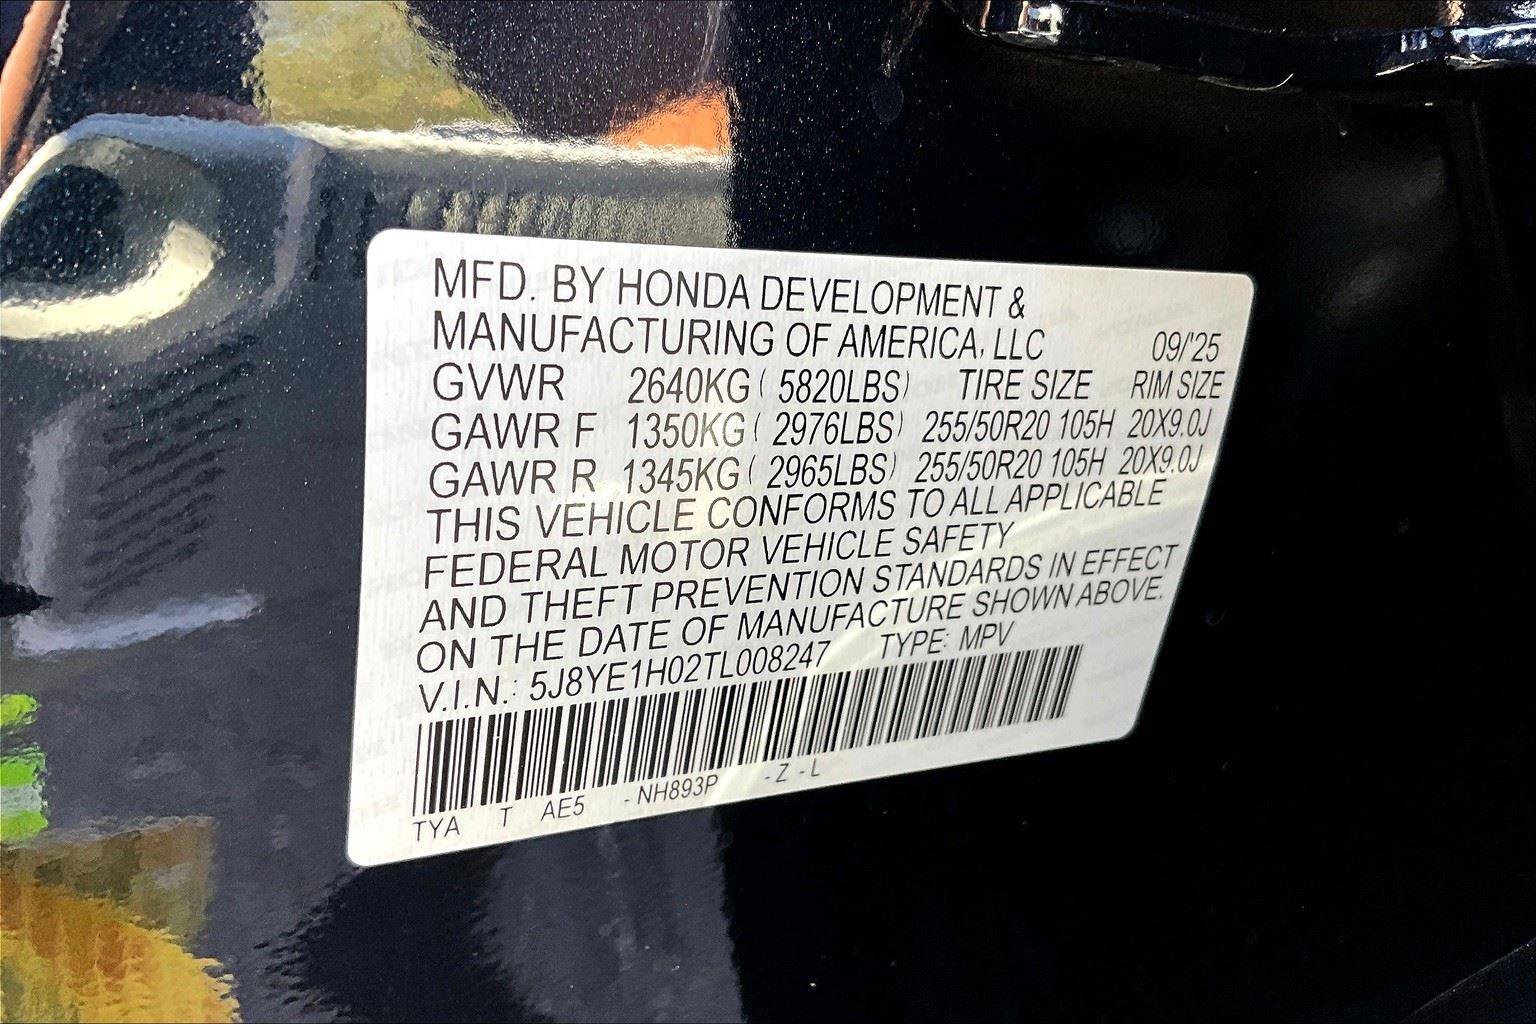 MFD. BY HONDA DEVELOPMENT &
MANUFACTURING OF AMERICA, LLC 09/'25
GVWR 2640KG ( 5820LBS) TIRE SIZE RIM SIZE
GAWR F 1350KG ( 2976LBS) 255/50R20 105H 20X9.0J
GAWR R 1345KG ( 2965LBS) 255/50R20 105H 20X9.0J
THIS VEHICLE CONFORMS TO ALL APPLICABLE
FEDERAL MOTOR VEHICLE SAFETY
AND THEFT PREVENTION STANDARDS IN EFFECT
ON THE DATE OF MANUFACTURE SHOWN ABOVE.
V.I.N.: 5J8YE1H02TL008247 TYPE: MPV
TYA T AE5 - NH893P - Z - L